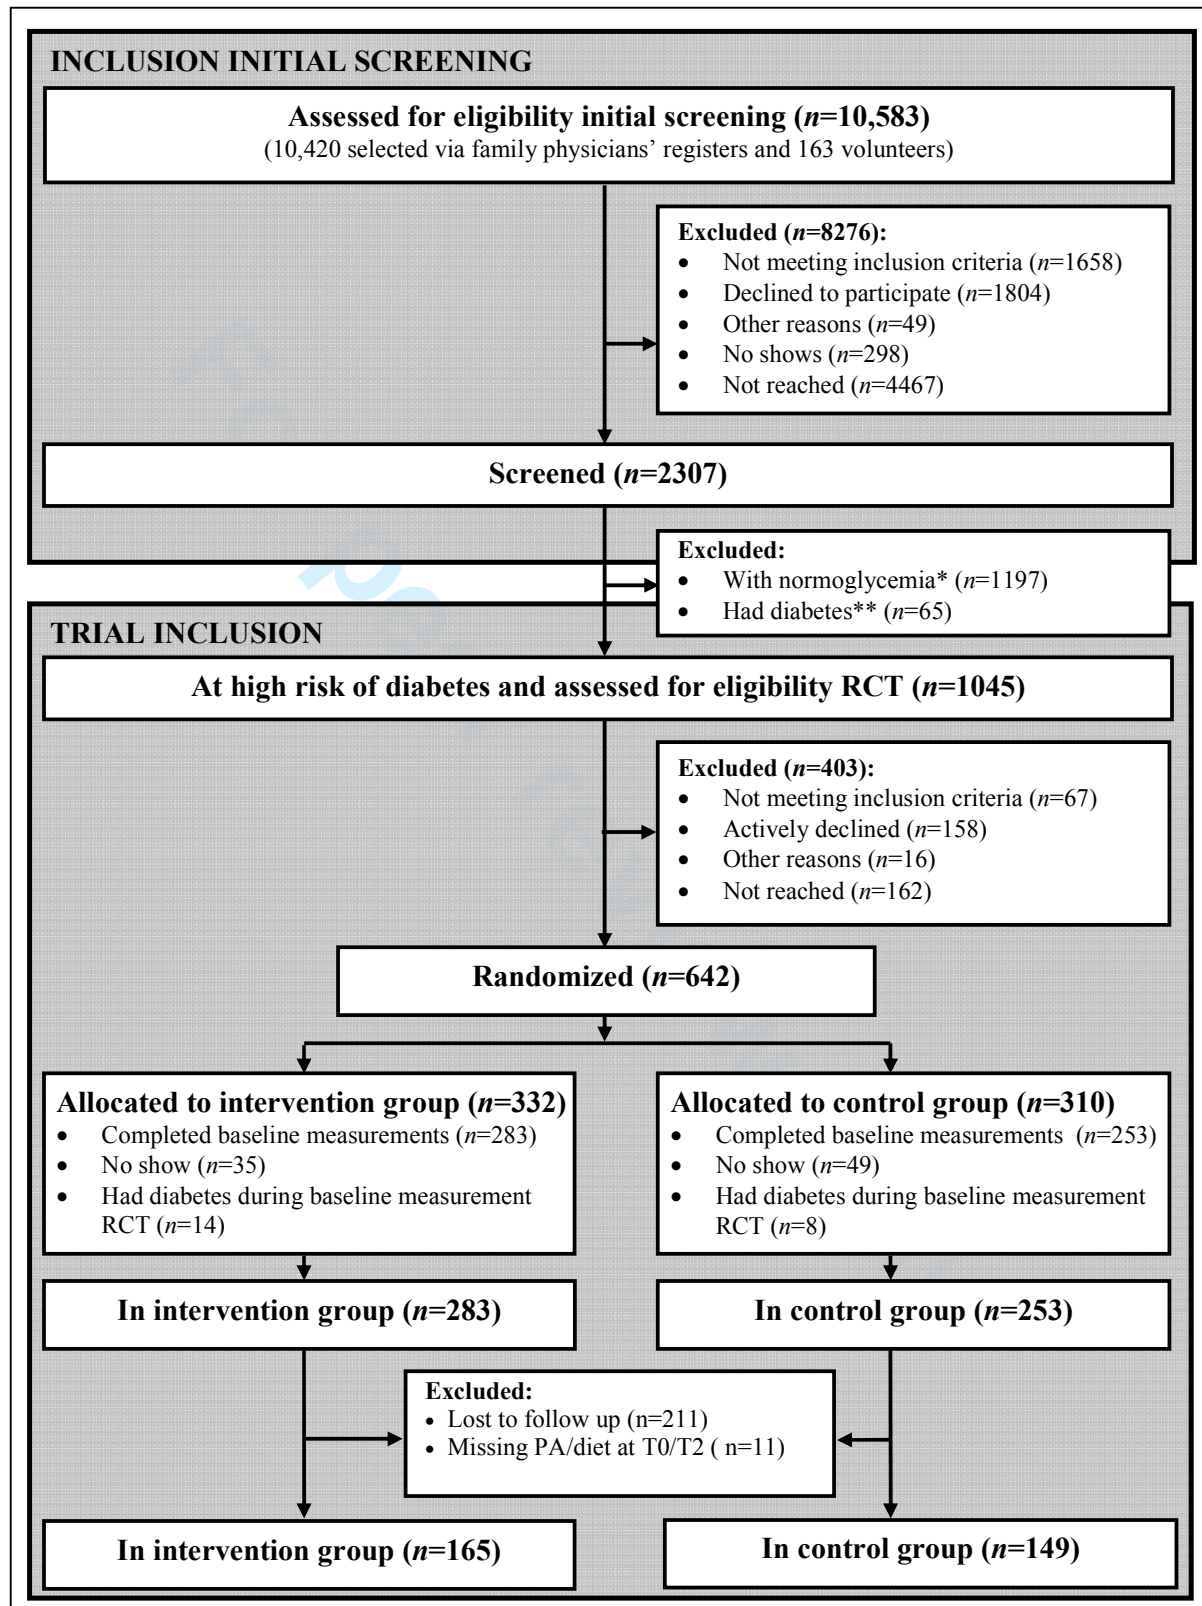 INCLUSION INITIAL SCREENING
Assessed for eligibility initial screening (n=10,583)
(10,420 selected via family physicians’ registers and 163 volunteers)
Excluded (n=8276):
• Not meeting inclusion criteria (n=1658)
• Declined to participate (n=1804)
• Other reasons (n=49)
• No shows (n=298)
• Not reached (n=4467)
Screened (n=2307)
Excluded:
• With normoglycemia* (n=1197)
• Had diabetes** (n=65)
TRIAL INCLUSION
At high risk of diabetes and assessed for eligibility RCT (n=1045)
Excluded (n=403):
• Not meeting inclusion criteria (n=67)
• Actively declined (n=158)
• Other reasons (n=16)
• Not reached (n=162)
Randomized (n=642)
Allocated to intervention group (n=332)
• Completed baseline measurements (n=283)
• No show (n=35)
• Had diabetes during baseline measurement
RCT (n=14)
Allocated to control group (n=310)
• Completed baseline measurements (n=253)
• No show (n=49)
• Had diabetes during baseline measurement
RCT (n=8)
In intervention group (n=283)
In control group (n=253)
Excluded:
• Lost to follow up (n=211)
• Missing PA/diet at T0/T2 ( n=11)
In intervention group (n=165)
In control group (n=149)